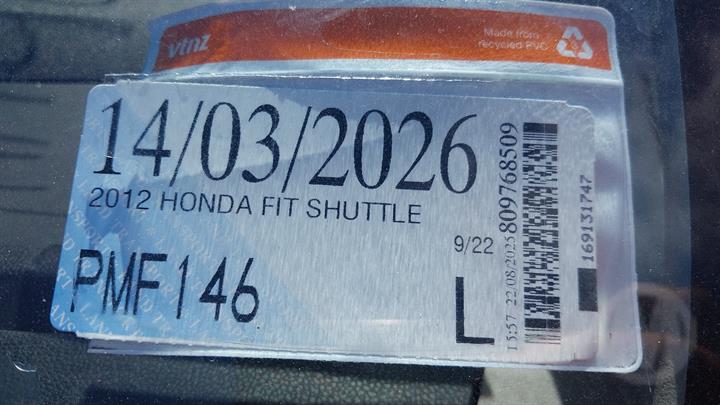 vtnz
Made from
recycled PVC
14/03/2026
2012 HONDA FIT SHUTTLE
9/22
PMF146
L
15:57 22/08/2025
809768509
169131747